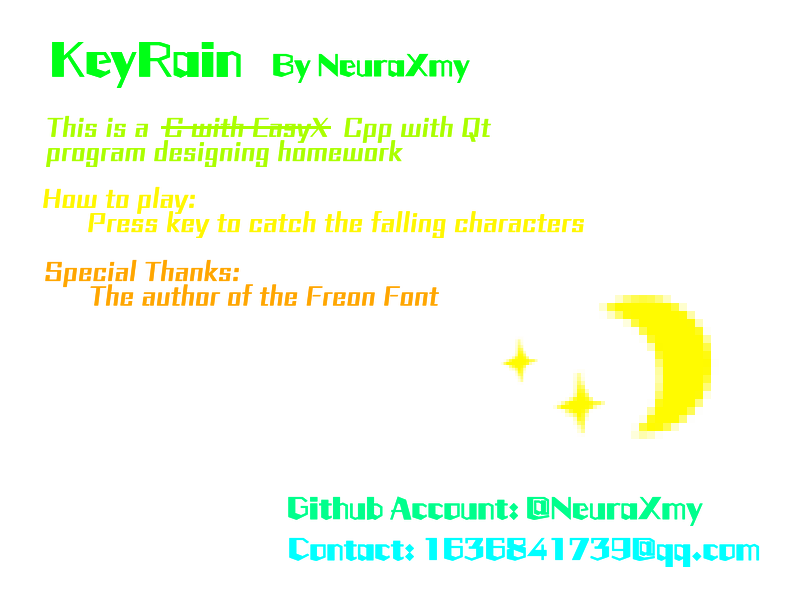 KeyRain By NeuraXmy
This is a C with EasyX Cpp with Qt
program designing homework
How to play:
Press key to catch the falling characters
Special Thanks:
The author of the Freon Font
Github Account: @NeuraXmy
Contact: 1636841739@qq.com